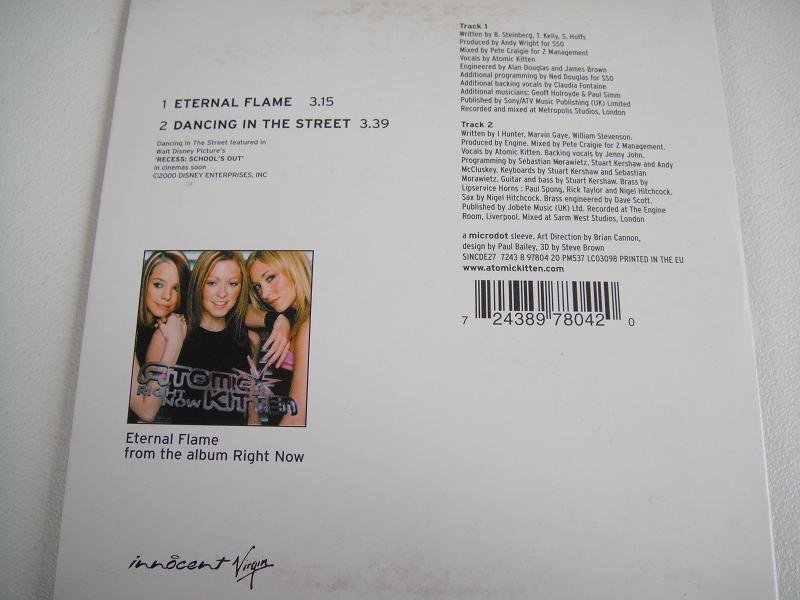 1 ETERNAL FLAME 3.15
2 DANCING IN THE STREET 3.39
Dancing In The Street featured in
Walt Disney Picture's
'RECESS: SCHOOL'S OUT'
in cinemas soon
©2000 DISNEY ENTERPRISES, INC
ATOMIC
KITTEN
RIGHT
NOW
Eternal Flame
from the album Right Now
innocent Virgin
Track 1
Written by B. Steinberg, T. Kelly, S. Hoffs
Produced by Andy Wright for SSO
Mixed by Pete Craigie for Z Management
Vocals by Atomic Kitten
Engineered by Alan Douglas and James Brown
Additional programming by Ned Douglas for SSO
Additional backing vocals by Claudia Fontaine
Additional musicians: Geoff Holroyde & Paul Simm
Published by Sony/ATV Music Publishing (UK) Limited
Recorded and mixed at Metropolis Studios, London
Track 2
Written by I Hunter, Marvin Gaye, William Stevenson.
Produced by Engine. Mixed by Pete Craigie for Z Management.
Vocals by Atomic Kitten. Backing vocals by Jenny John.
Programming by Sebastian Morawietz, Stuart Kershaw and Andy
McCluskey. Keyboards by Stuart Kershaw and Sebastian
Morawietz. Guitar and bass by Stuart Kershaw. Brass by
Lipservice Horns : Paul Spong, Rick Taylor and Nigel Hitchcock.
Sax by Nigel Hitchcock. Brass engineered by Dave Scott.
Published by Jobete Music (UK) Ltd. Recorded at The Engine
Room, Liverpool. Mixed at Sarm West Studios, London
a microdot sleeve. Art Direction by Brian Cannon,
design by Paul Bailey, 3D by Steve Brown
SINCDE27 7243 8 97804 20 PM537 LC03098 PRINTED IN THE EU
www.atomickitten.com
7 24389 78042 0